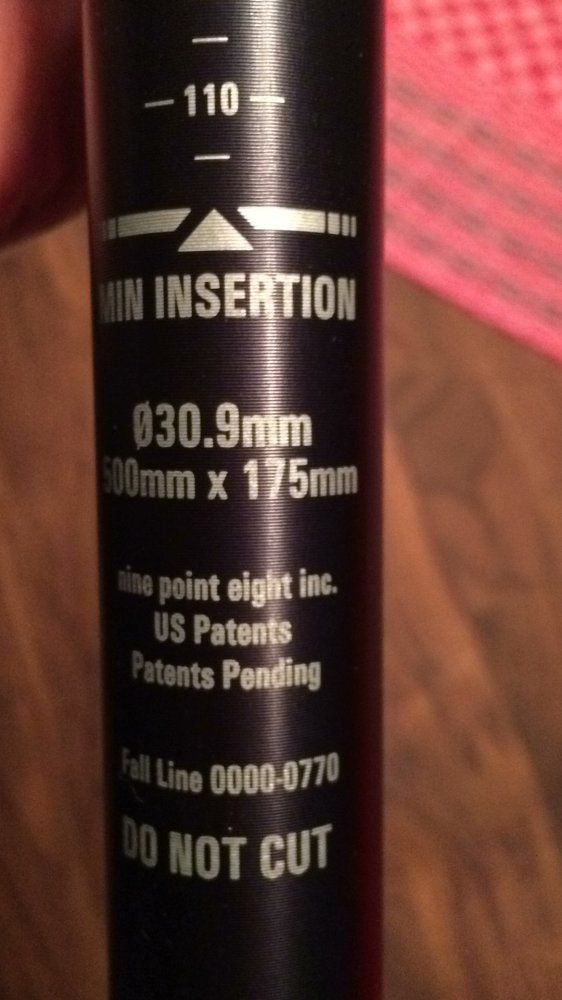 110
MIN INSERTION
Ø30.9mm
500mm x 175mm
nine point eight inc.
US Patents
Patents Pending
Fall Line 0000-0770
DO NOT CUT